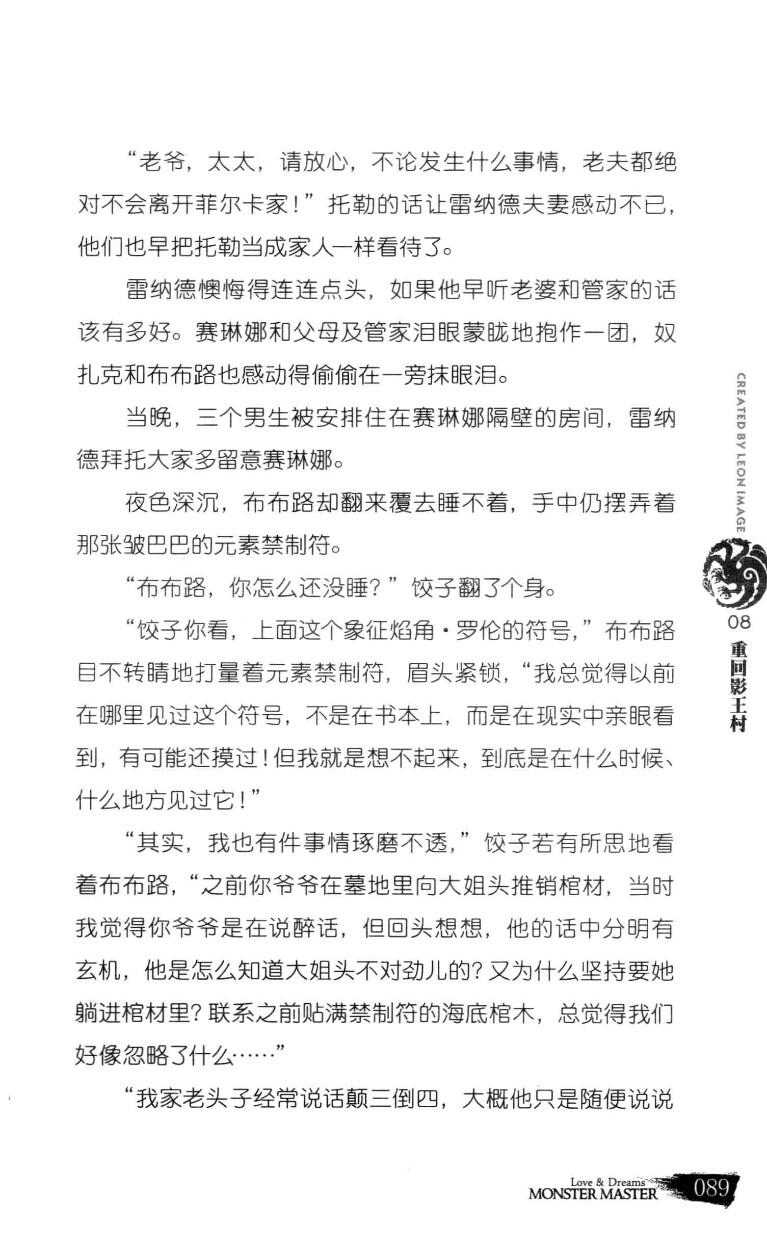 “老爷，太太，请放心，不论发生什么事情，老夫都绝
对不会离开菲尔卡家！”托勒的话让雷纳德夫妻感动不已，
他们也早把托勒当成家人一样看待了。
雷纳德懊悔得连连点头，如果他早听老婆和管家的话
该有多好。赛琳娜和父母及管家泪眼蒙眬地抱作一团，奴
扎克和布布路也感动得偷偷在一旁抹眼泪。
当晚，三个男生被安排住在赛琳娜隔壁的房间，雷纳
德拜托大家多留意赛琳娜。
夜色深沉，布布路却翻来覆去睡不着，手中仍摆弄着
那张皱巴巴的元素禁制符。
“布布路，你怎么还没睡？”饺子翻了个身。
“饺子你看，上面这个象征焰角·罗伦的符号，”布布路
目不转睛地打量着元素禁制符，眉头紧锁，“我总觉得以前
在哪里见过这个符号，不是在书本上，而是在现实中亲眼看
到，有可能还摸过！但我就是想不起来，到底是在什么时候、
什么地方见过它！”
“其实，我也有件事情琢磨不透，”饺子若有所思地看
着布布路，“之前你爷爷在墓地里向大姐头推销棺材，当时
我觉得你爷爷是在说醉话，但回头想想，他的话中分明有
玄机，他是怎么知道大姐头不对劲儿的？又为什么坚持要她
躺进棺材里？联系之前贴满禁制符的海底棺木，总觉得我们
好像忽略了什么……”
“我家老头子经常说话颠三倒四，大概他只是随便说说
CREATED BY LEON IMAGE
08
重回影王村
Love & Dreams
MONSTER MASTER
089